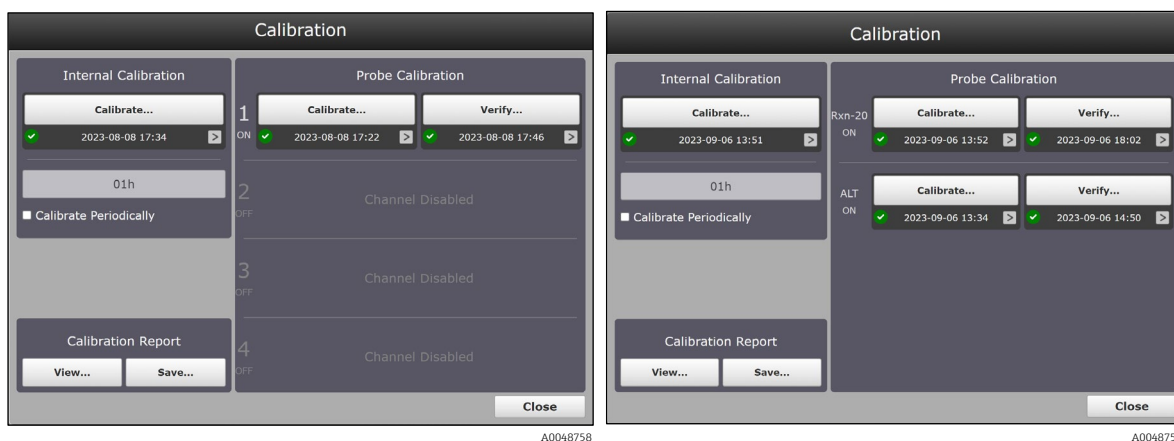 Calibration
Internal Calibration
Calibrate...
2023-08-08 17:34
01h
Calibrate Periodically
Calibration Report
View... Save...
Probe Calibration
1 ON
Calibrate... Verify...
2023-08-08 17:22 2023-08-08 17:46
2 OFF Channel Disabled
3 OFF Channel Disabled
4 OFF Channel Disabled
Close
A0048758
Calibration
Internal Calibration
Calibrate...
2023-09-06 13:51
01h
Calibrate Periodically
Calibration Report
View... Save...
Probe Calibration
Rxn-20 ON
Calibrate... Verify...
2023-09-06 13:52 2023-09-06 18:02
ALT ON
Calibrate... Verify...
2023-09-06 13:34 2023-09-06 14:50
Close